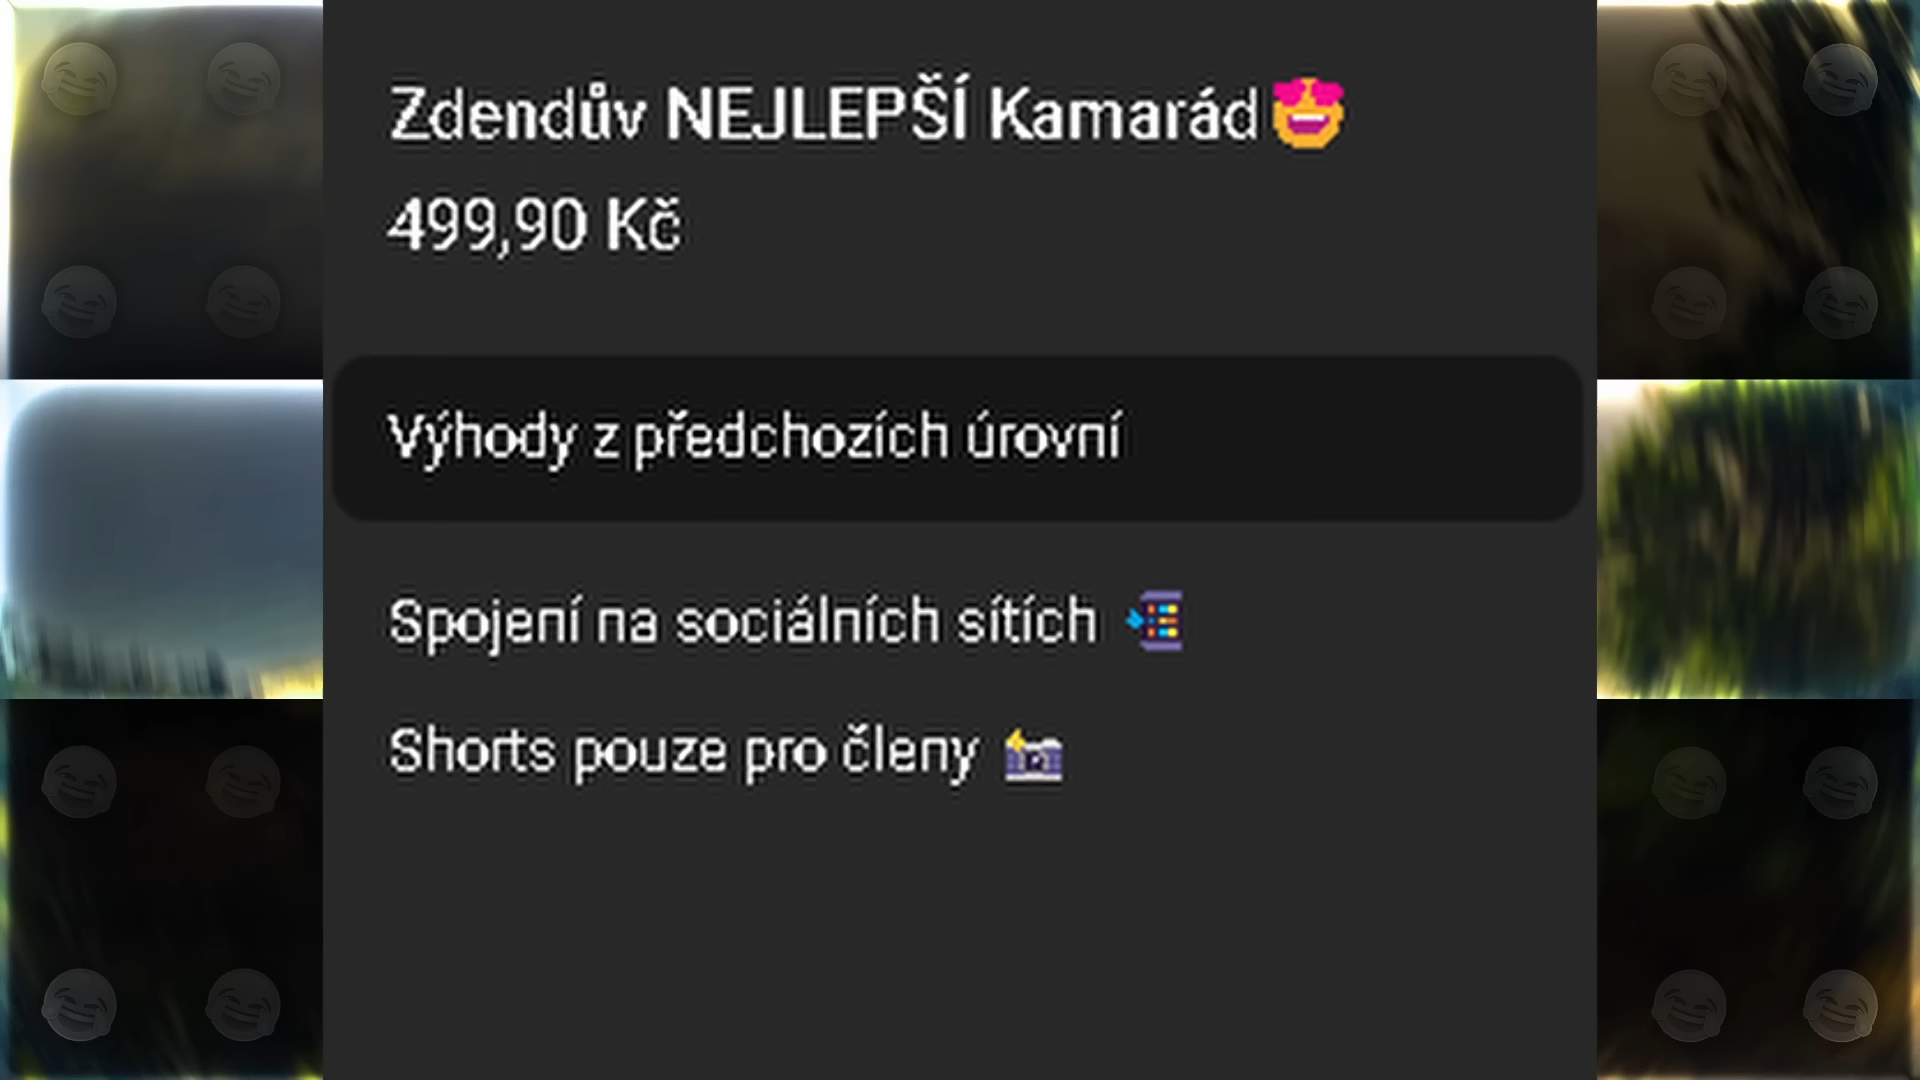 Zdendův NEJLEPŠÍ Kamarád🤩
499,90 Kč
Výhody z předchozích úrovní
Spojení na sociálních sítích 📲
Shorts pouze pro členy 📸